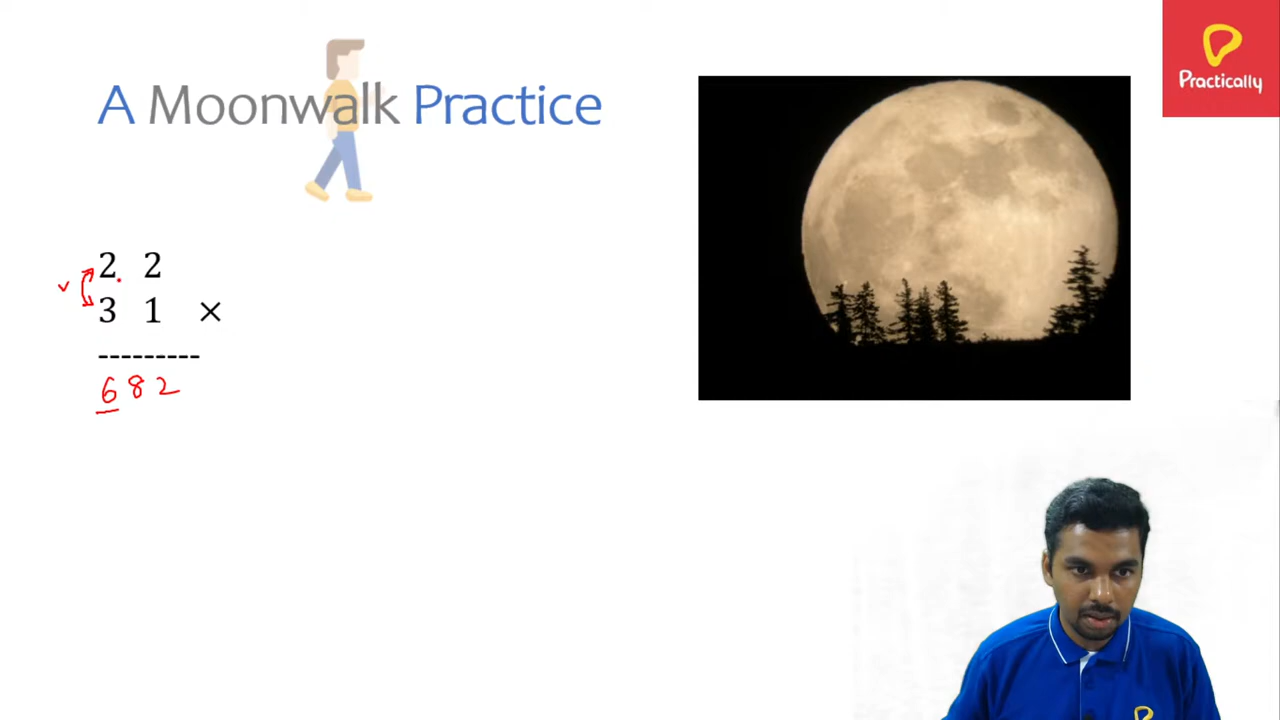 A Moonwalk Practice
Practically
2 2
3 1 ×
---------
6 8 2